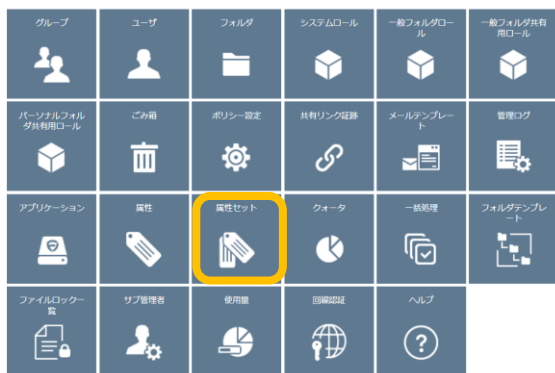 グループ
ユーザ
フォルダ
システムロール
一般フォルダロー
ル
一般フォルダ共有
用ロール
パーソナルフォル
ダ共有用ロール
ごみ箱
ポリシー設定
共有リンク証跡
メールテンプレー
ト
管理ログ
アプリケーション
属性
属性セット
クォータ
一括処理
フォルダテンプレ
ート
ファイルロック一
覧
サブ管理者
使用量
回線認証
ヘルプ